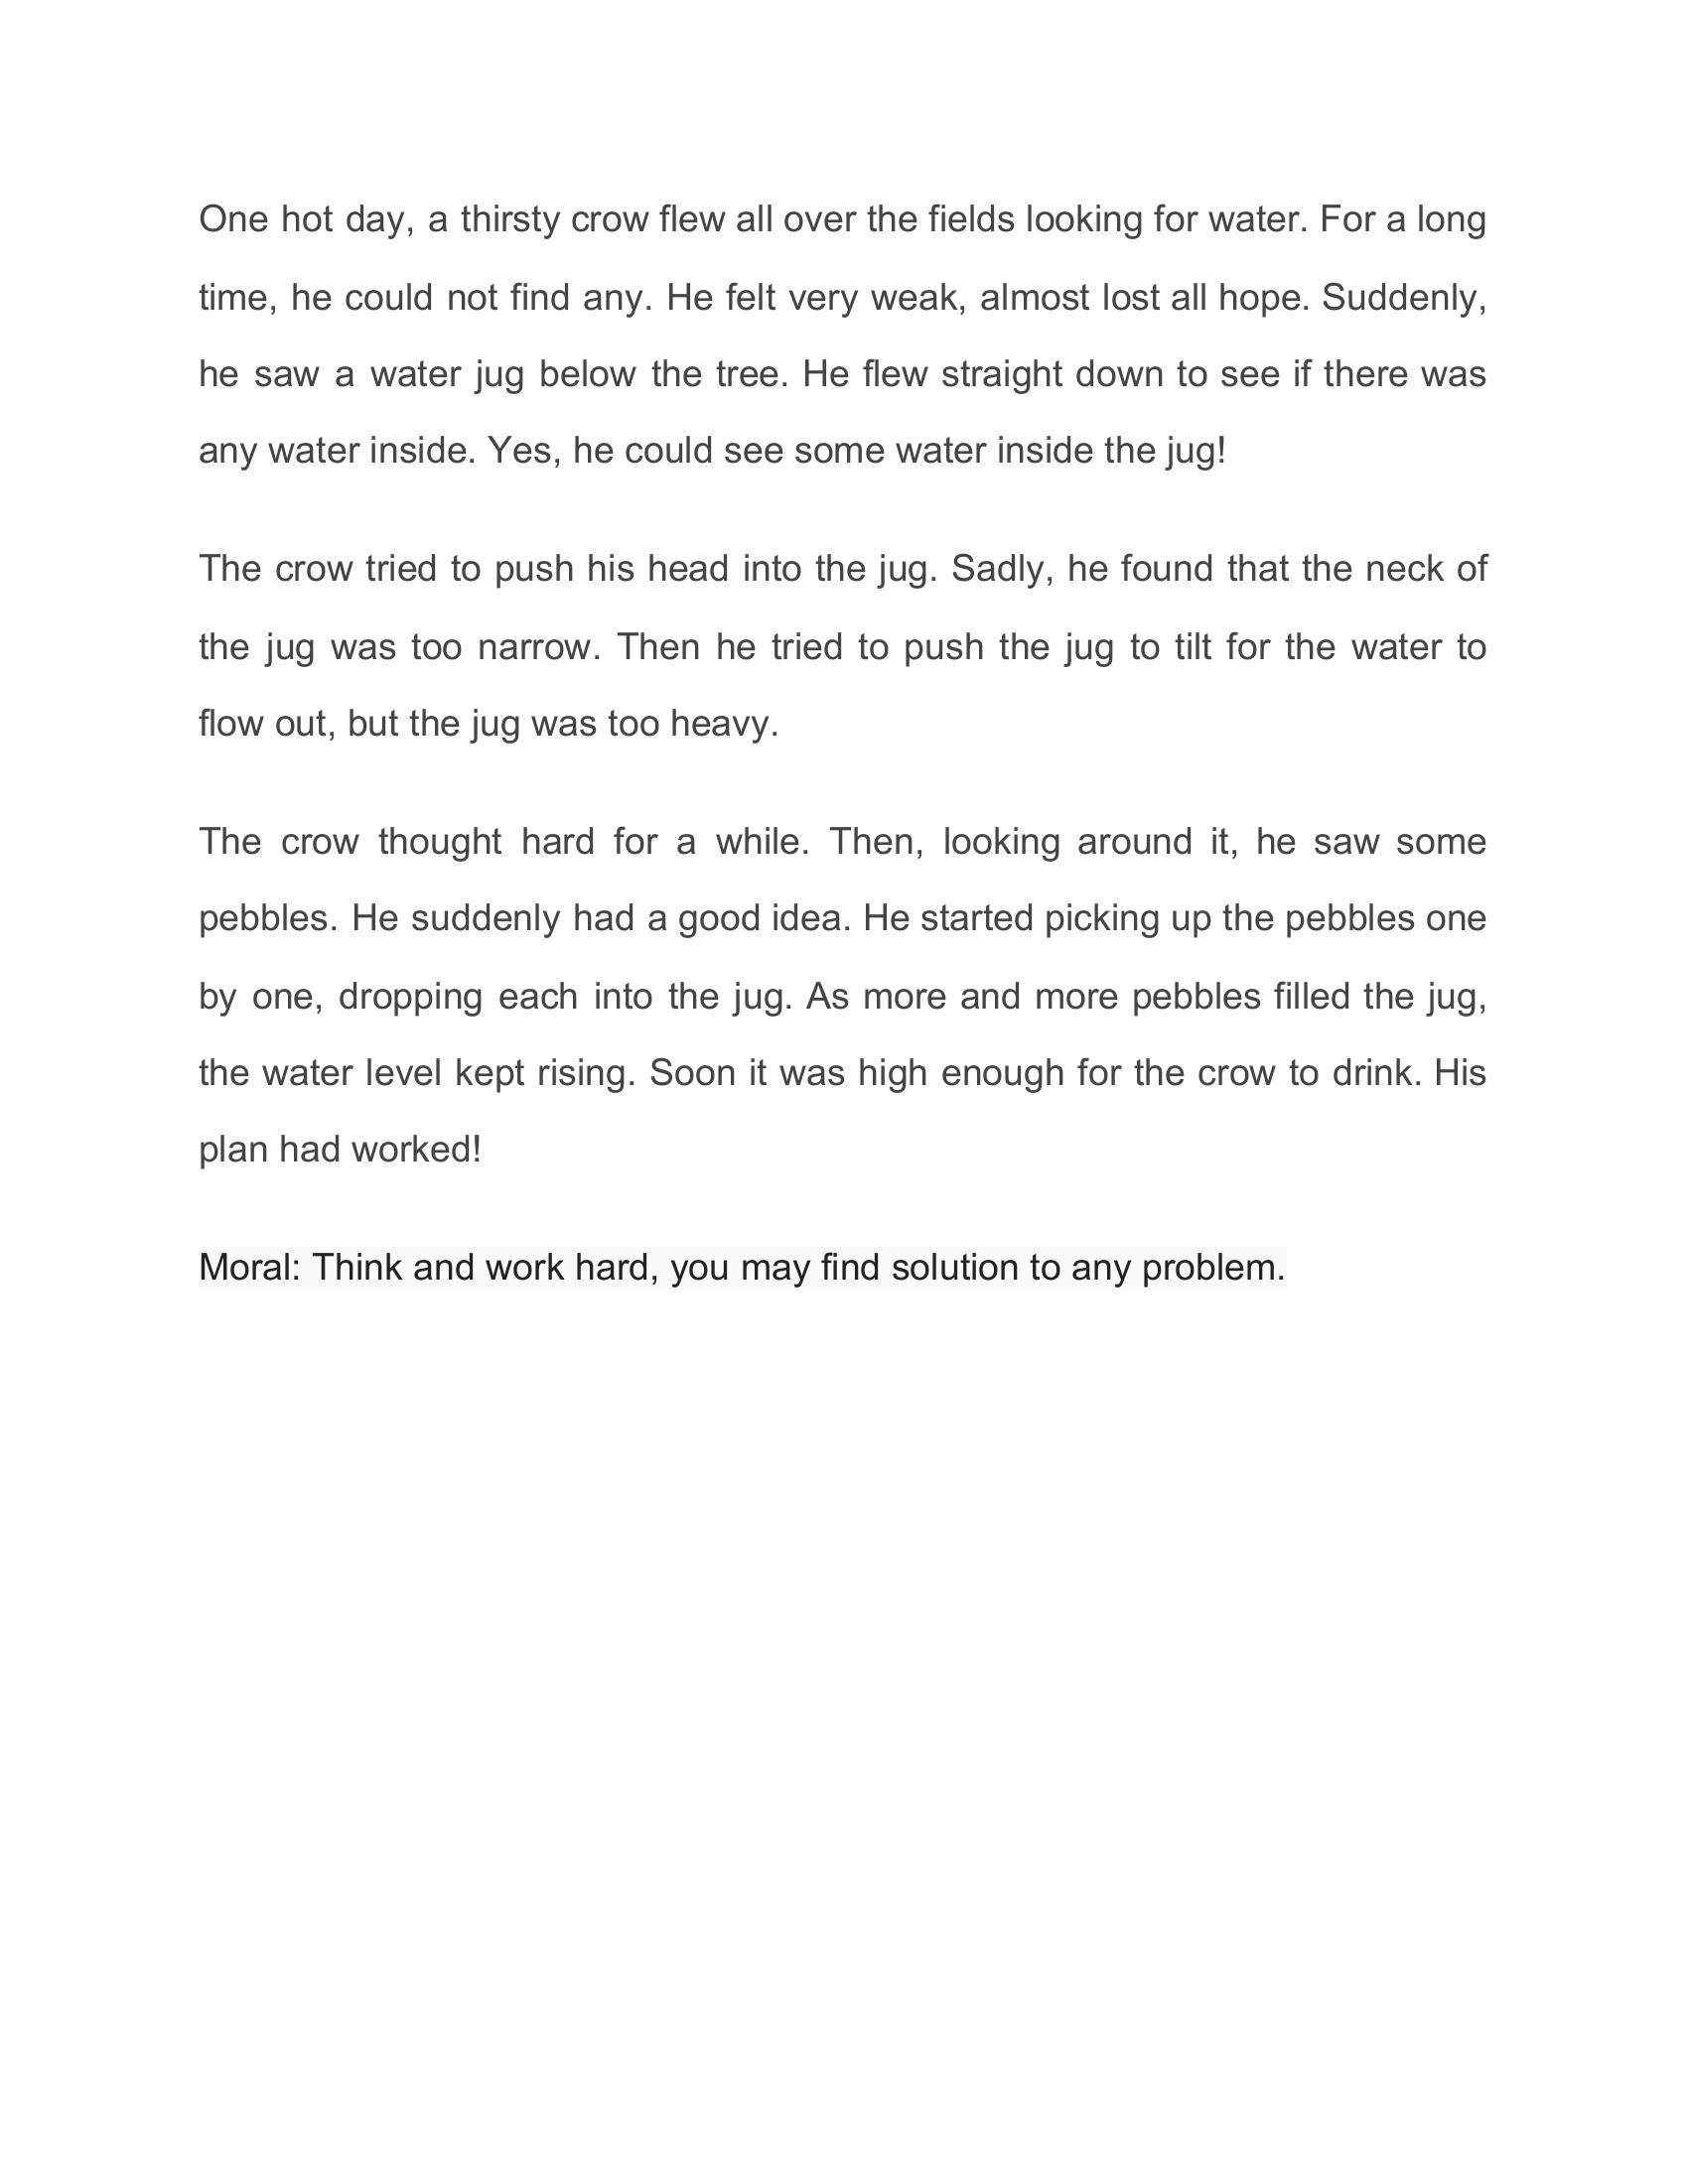 One hot day, a thirsty crow flew all over the fields looking for water. For a long
time, he could not find any. He felt very weak, almost lost all hope. Suddenly,
he saw a water jug below the tree. He flew straight down to see if there was
any water inside. Yes, he could see some water inside the jug!
The crow tried to push his head into the jug. Sadly, he found that the neck of
the jug was too narrow. Then he tried to push the jug to tilt for the water to
flow out, but the jug was too heavy.
The crow thought hard for a while. Then, looking around it, he saw some
pebbles. He suddenly had a good idea. He started picking up the pebbles one
by one, dropping each into the jug. As more and more pebbles filled the jug,
the water level kept rising. Soon it was high enough for the crow to drink. His
plan had worked!
Moral: Think and work hard, you may find solution to any problem.